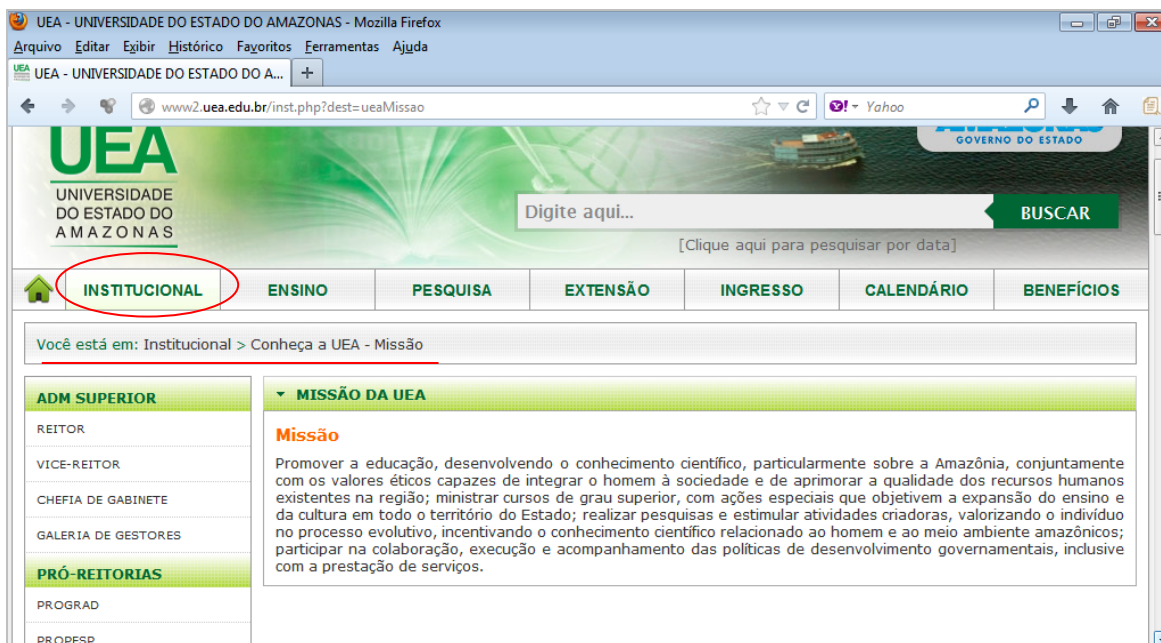 UEA - UNIVERSIDADE DO ESTADO DO AMAZONAS - Mozilla Firefox
Arquivo Editar Exibir Histórico Favoritos Ferramentas Ajuda
UEA - UNIVERSIDADE DO ESTADO DO A... +
www2.uea.edu.br/inst.php?dest=ueaMissao Yahoo
UEA
UNIVERSIDADE
DO ESTADO DO
AMAZONAS
AMAZONAS
GOVERNO DO ESTADO
Digite aqui... BUSCAR
[Clique aqui para pesquisar por data]
INSTITUCIONAL ENSINO PESQUISA EXTENSÃO INGRESSO CALENDÁRIO BENEFÍCIOS
Você está em: Institucional > Conheça a UEA - Missão
ADM SUPERIOR
REITOR
VICE-REITOR
CHEFIA DE GABINETE
GALERIA DE GESTORES
PRÓ-REITORIAS
PROGRAD
PROPESP
MISSÃO DA UEA
Missão
Promover a educação, desenvolvendo o conhecimento científico, particularmente sobre a Amazônia, conjuntamente
com os valores éticos capazes de integrar o homem à sociedade e de aprimorar a qualidade dos recursos humanos
existentes na região; ministrar cursos de grau superior, com ações especiais que objetivem a expansão do ensino e
da cultura em todo o território do Estado; realizar pesquisas e estimular atividades criadoras, valorizando o indivíduo
no processo evolutivo, incentivando o conhecimento científico relacionado ao homem e ao meio ambiente amazônicos;
participar na colaboração, execução e acompanhamento das políticas de desenvolvimento governamentais, inclusive
com a prestação de serviços.